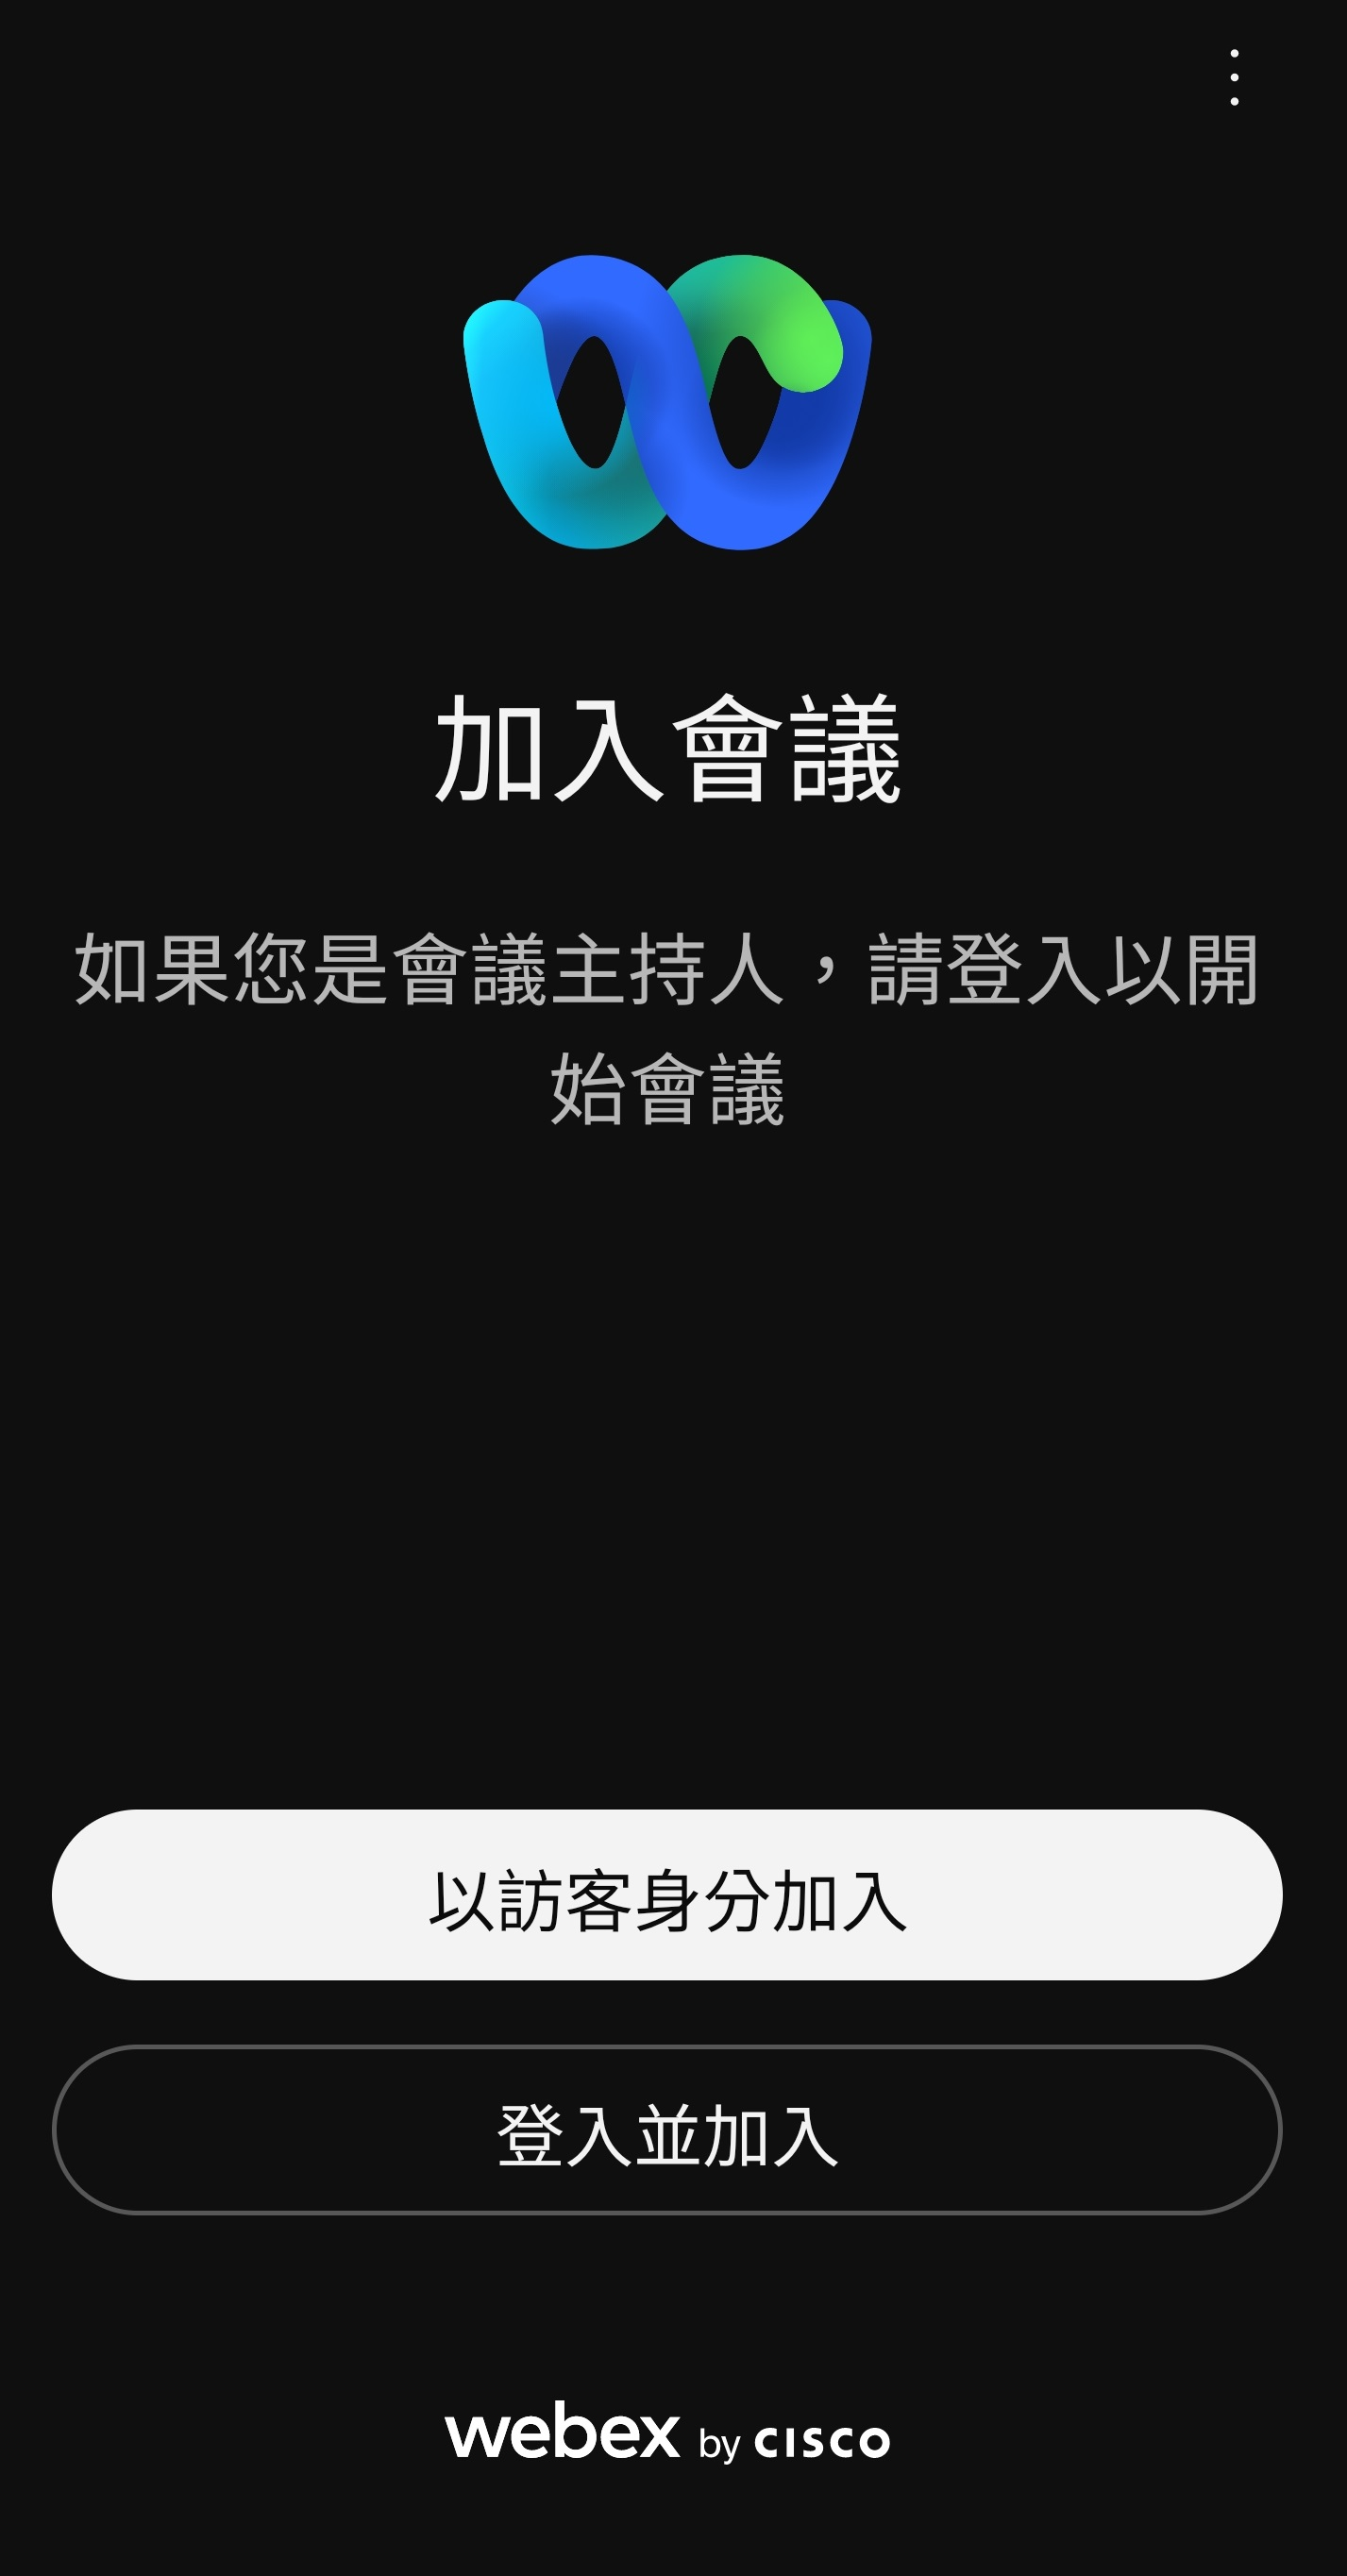 加入會議
如果您是會議主持人，請登入以開
始會議
以訪客身分加入
登入並加入
webex by CISCO